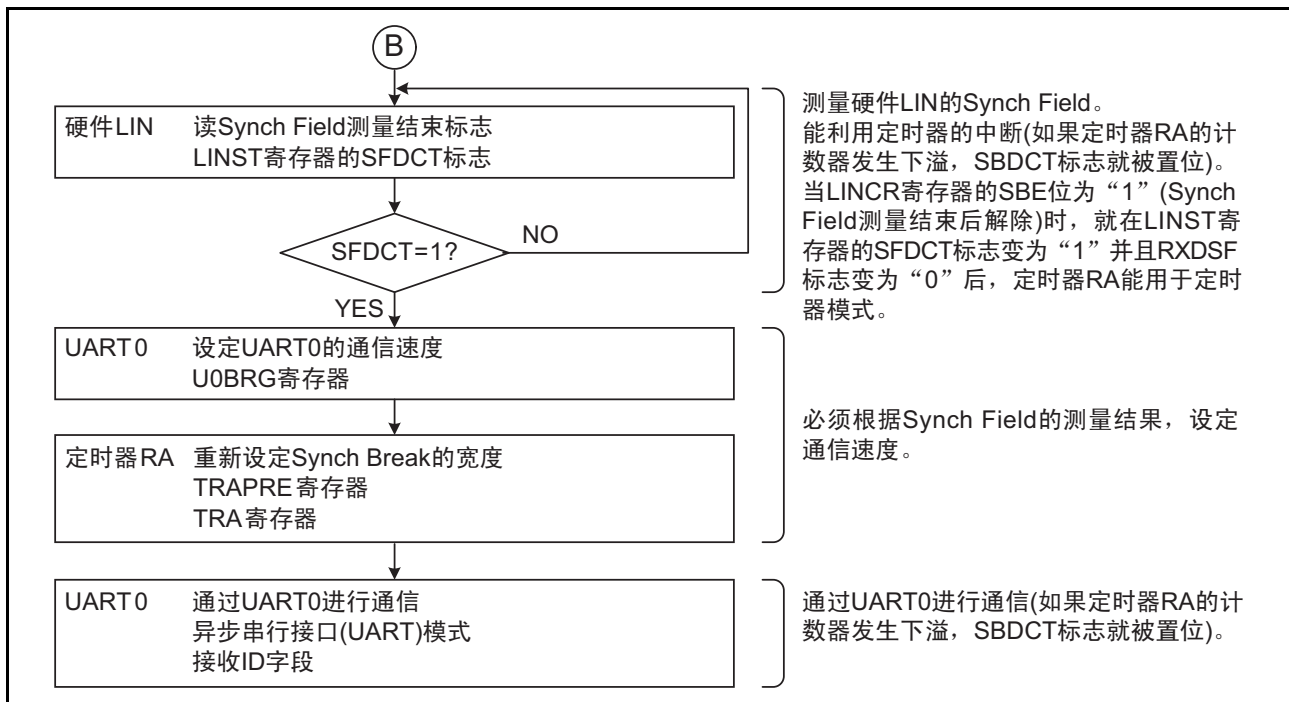 B
硬件LIN 读Synch Field测量结束标志
LINST寄存器的SFDCT标志
SFDCT=1?
NO
YES
测量硬件LIN的Synch Field。
能利用定时器的中断(如果定时器RA的计
数器发生下溢，SBDCT标志就被置位)。
当LINCR寄存器的SBE位为“1”(Synch
Field测量结束后解除)时，就在LINST寄
存器的SFDCT标志变为“1”并且RXDSF
标志变为“0”后，定时器RA能用于定时
器模式。
UART0 设定UART0的通信速度
U0BRG寄存器
定时器RA 重新设定Synch Break的宽度
TRAPRE寄存器
TRA寄存器
必须根据Synch Field的测量结果，设定
通信速度。
UART0 通过UART0进行通信
异步串行接口(UART)模式
接收ID字段
通过UART0进行通信(如果定时器RA的计
数器发生下溢，SBDCT标志就被置位)。